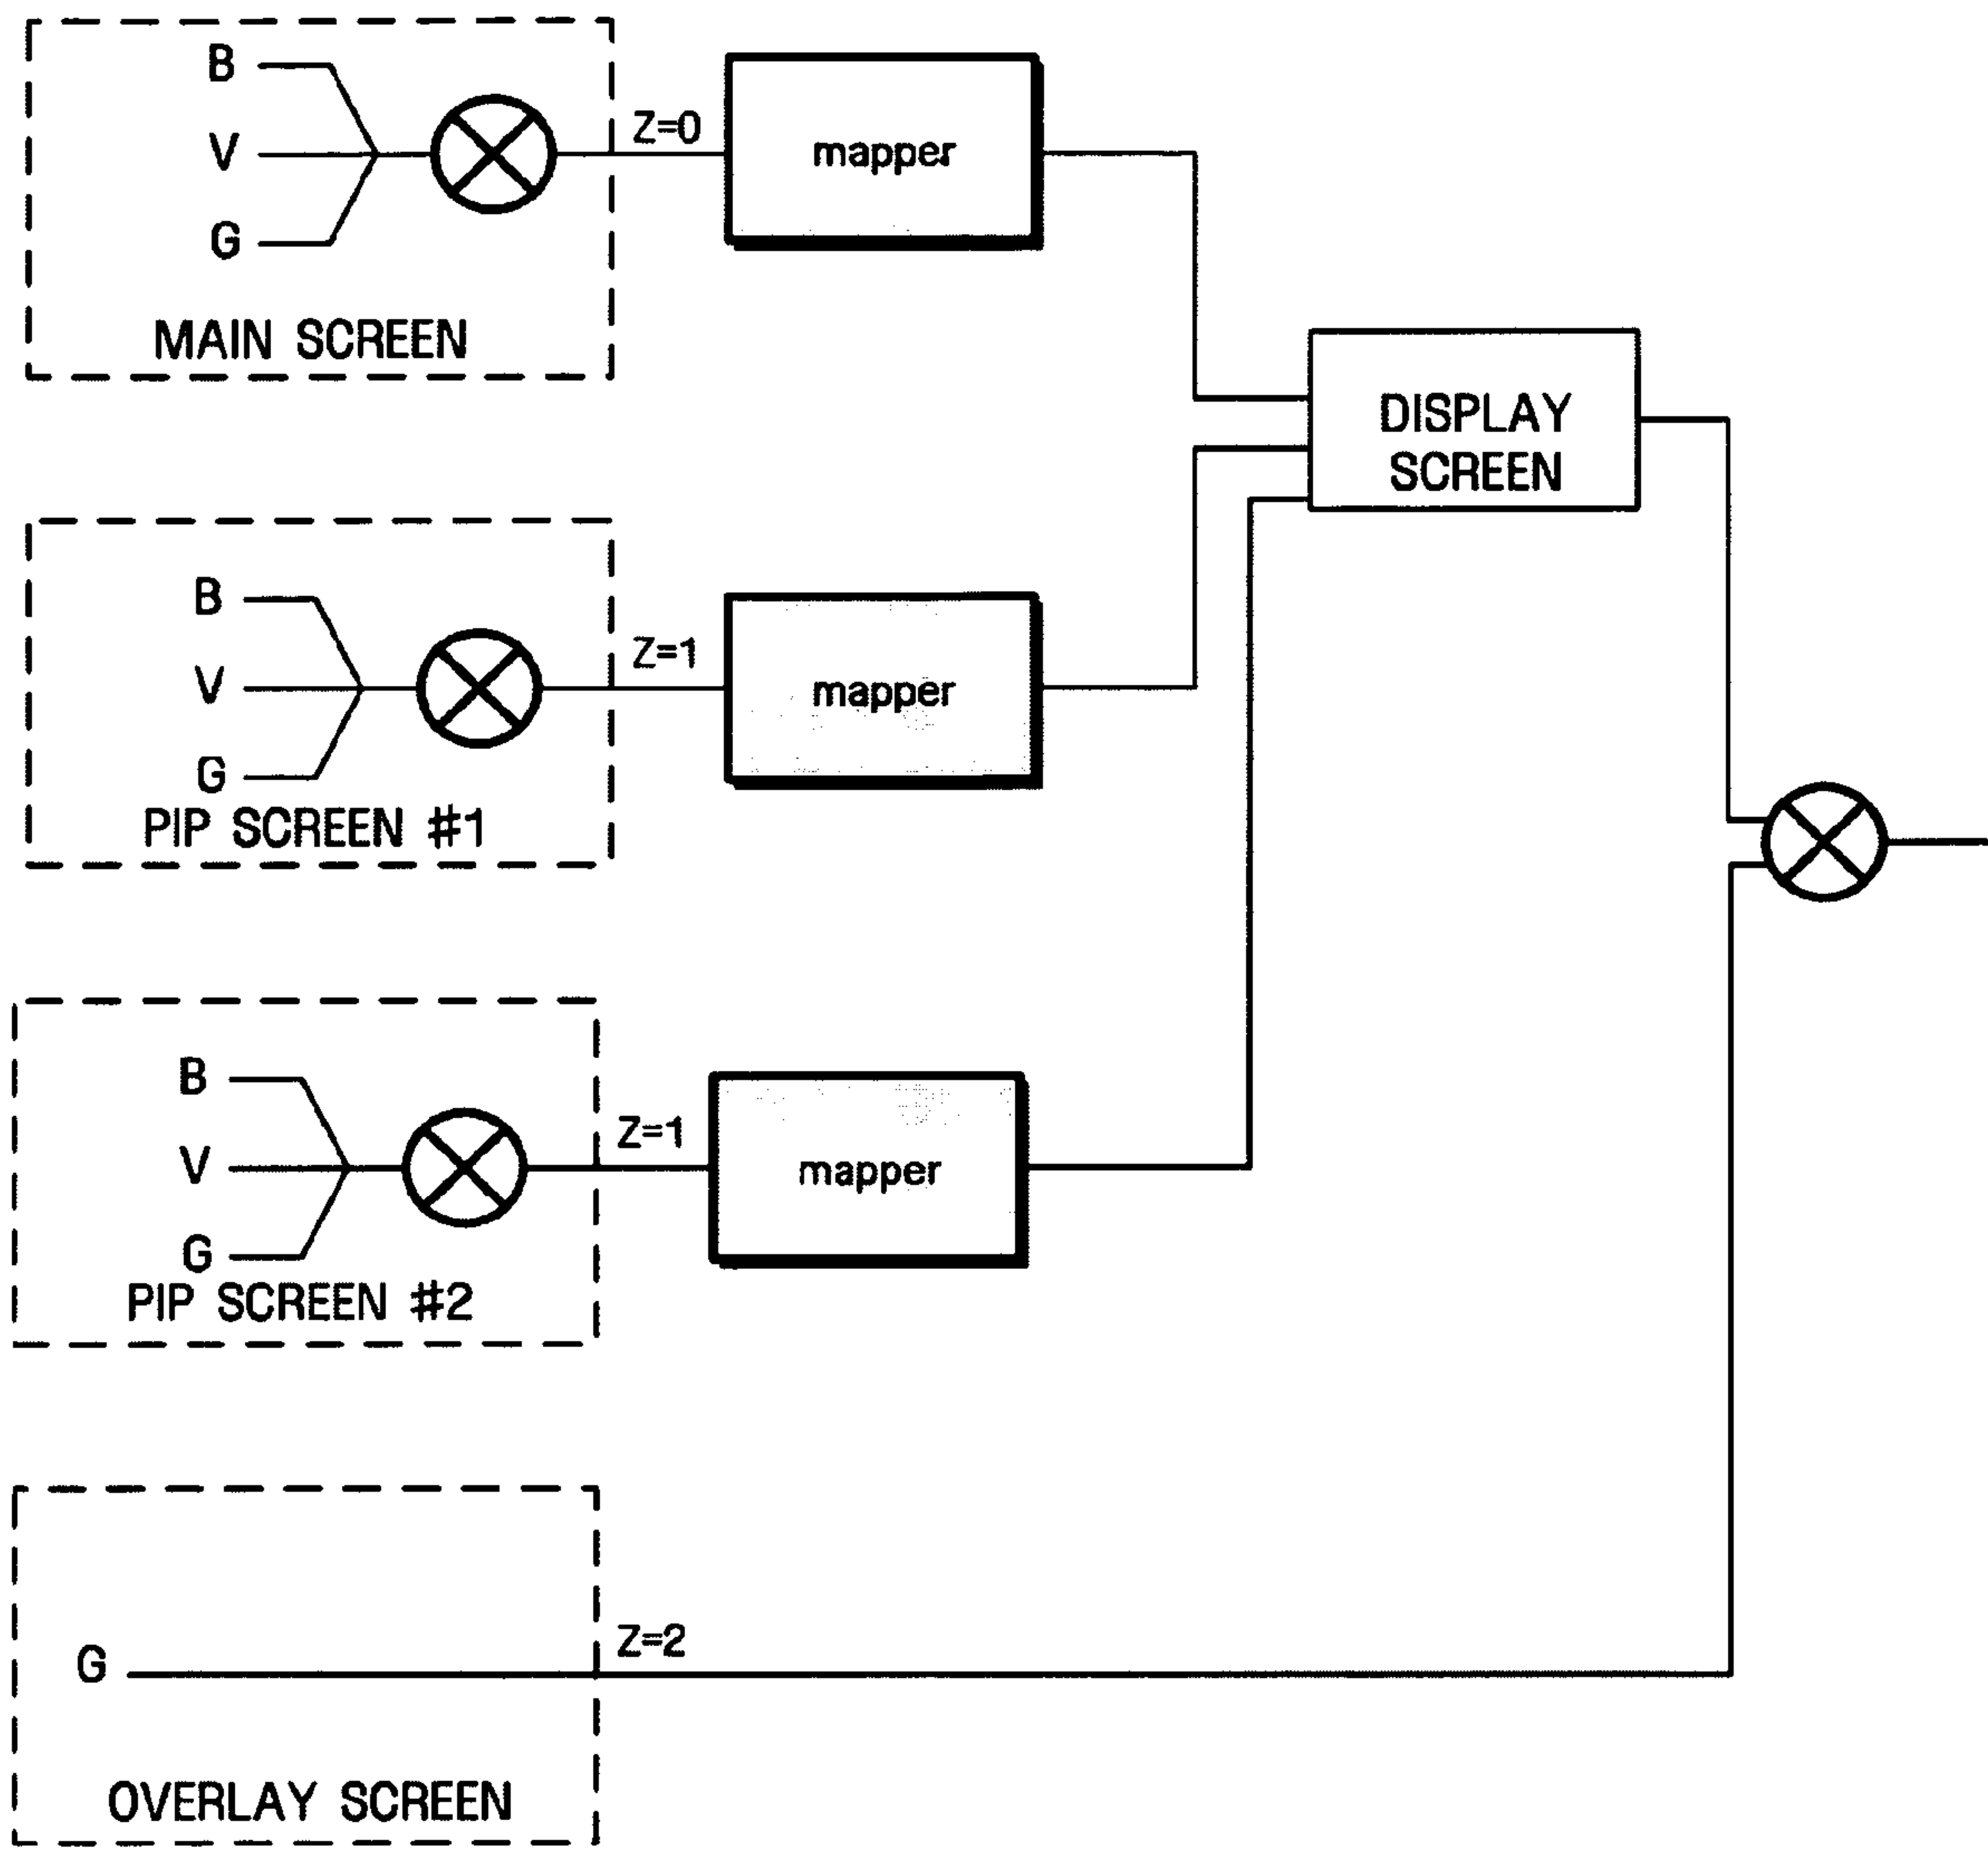 B
V
G
MAIN SCREEN
Z=0
mapper
DISPLAY
SCREEN
B
V
G
PIP SCREEN #1
Z=1
mapper
B
V
G
PIP SCREEN #2
Z=1
mapper
G
Z=2
OVERLAY SCREEN